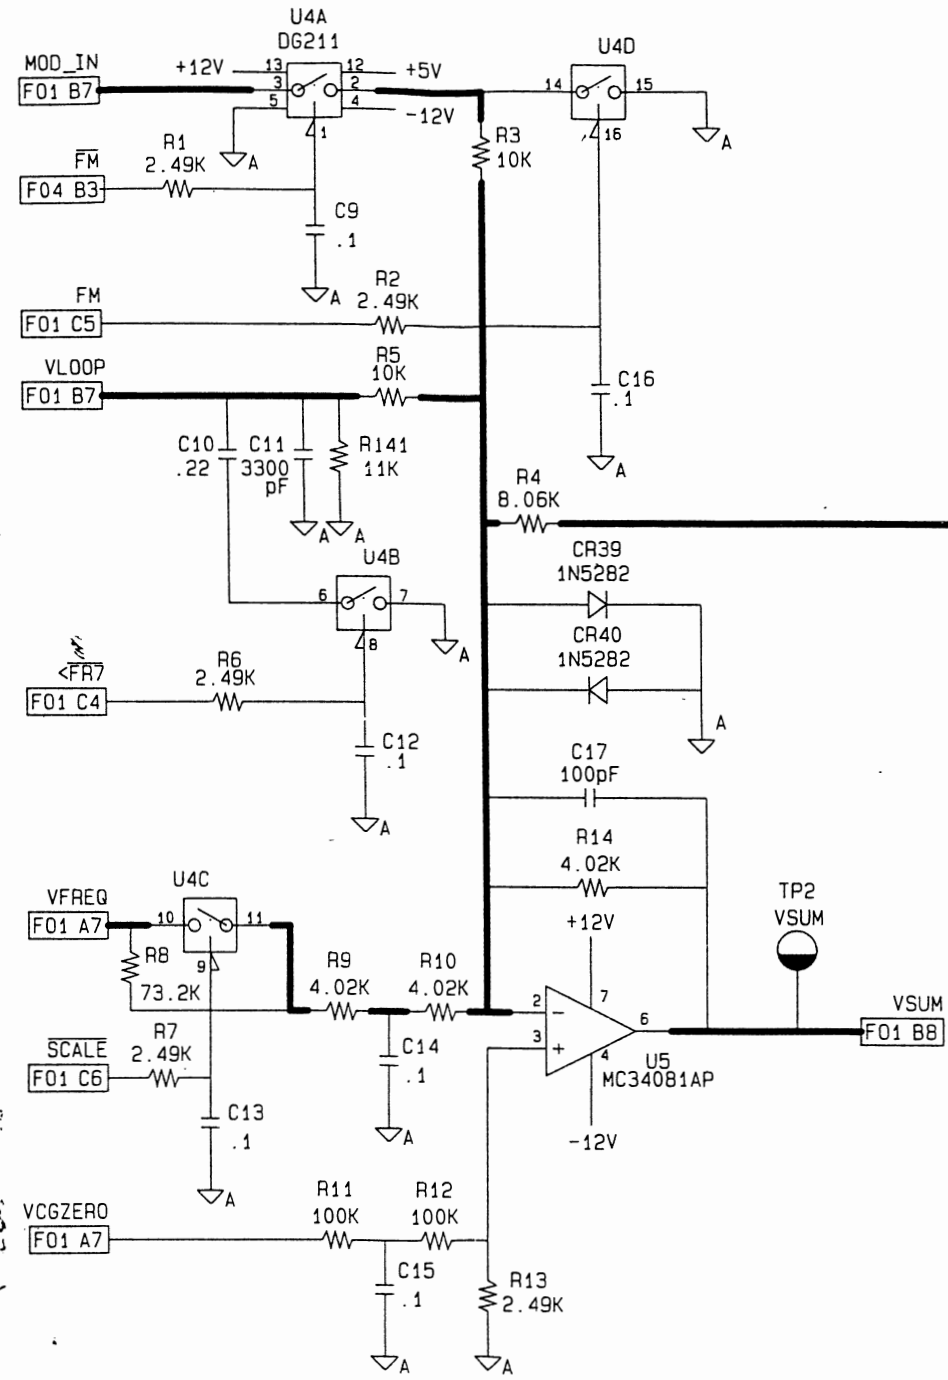 U4A
DG211
U4D
MOD_IN
F01 B7
+12V
13
3
5
12
2
4
+5V
-12V
1
A
14
15
16
A
R3
10K
R1
2.49K
FM
F04 B3
C9
.1
A
R2
2.49K
FM
F01 C5
VLOOP
F01 B7
R5
10K
C16
.1
A
C10
.22
C11
3300
pF
R141
11K
A
A
R4
8.06K
U4B
6
7
8
A
CR39
1N5282
CR40
1N5282
A
<FR7
F01 C4
R6
2.49K
C12
.1
A
C17
100pF
R14
4.02K
U4C
VFREQ
F01 A7
10
11
9
R8
73.2K
R9
4.02K
R10
4.02K
+12V
7
2
-
3
+
6
4
U5
MC34081AP
-12V
TP2
VSUM
VSUM
F01 B8
SCALE
F01 C6
R7
2.49K
C14
.1
A
C13
.1
A
VCGZERO
F01 A7
R11
100K
R12
100K
C15
.1
A
R13
2.49K
A